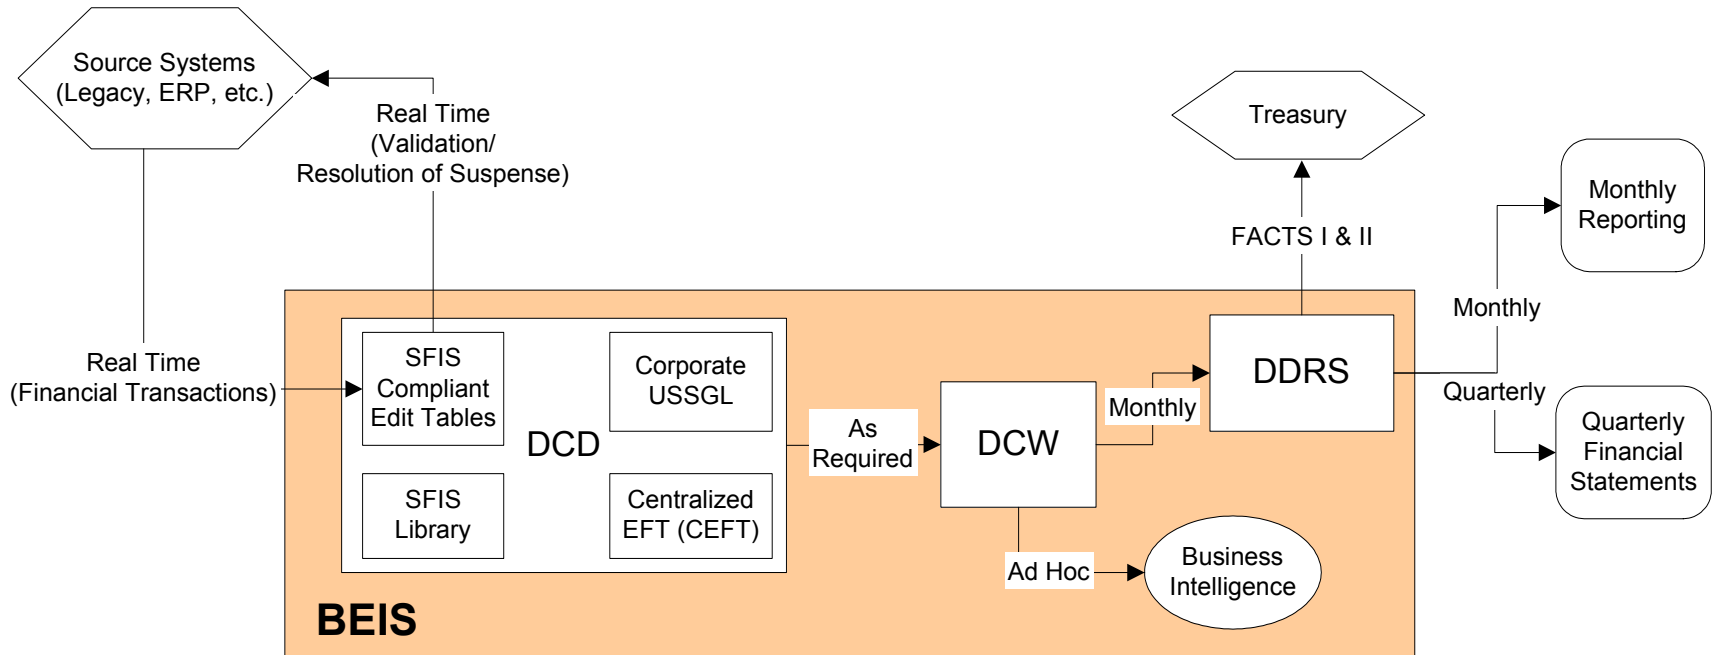 Source Systems
(Legacy, ERP, etc.)
Real Time
(Validation/
Resolution of Suspense)
Real Time
(Financial Transactions)
SFIS
Compliant
Edit Tables
Corporate
USSGL
DCD
SFIS
Library
Centralized
EFT (CEFT)
As
Required
DCW
Monthly
DDRS
Ad Hoc
Business
Intelligence
BEIS
FACTS I & II
Treasury
Monthly
Monthly
Reporting
Quarterly
Quarterly
Financial
Statements